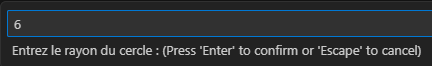 6
Entrez le rayon du cercle : (Press 'Enter' to confirm or 'Escape' to cancel)